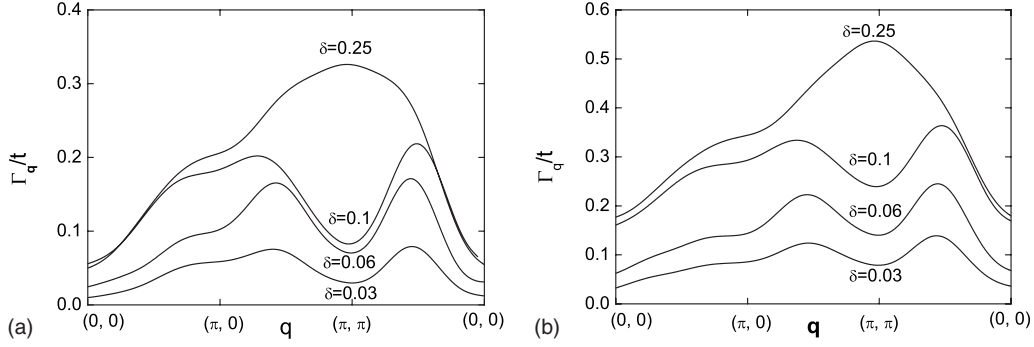 0.4
0.3
0.2
0.1
0.0
Γq/t
δ=0.25
δ=0.1
δ=0.06
δ=0.03
(0, 0)
(π, 0)
q
(π, π)
(0, 0)
(a)
0.6
0.5
0.4
0.3
0.2
0.1
0.0
Γq/t
δ=0.25
δ=0.1
δ=0.06
δ=0.03
(0, 0)
(π, 0)
q
(π, π)
(0, 0)
(b)